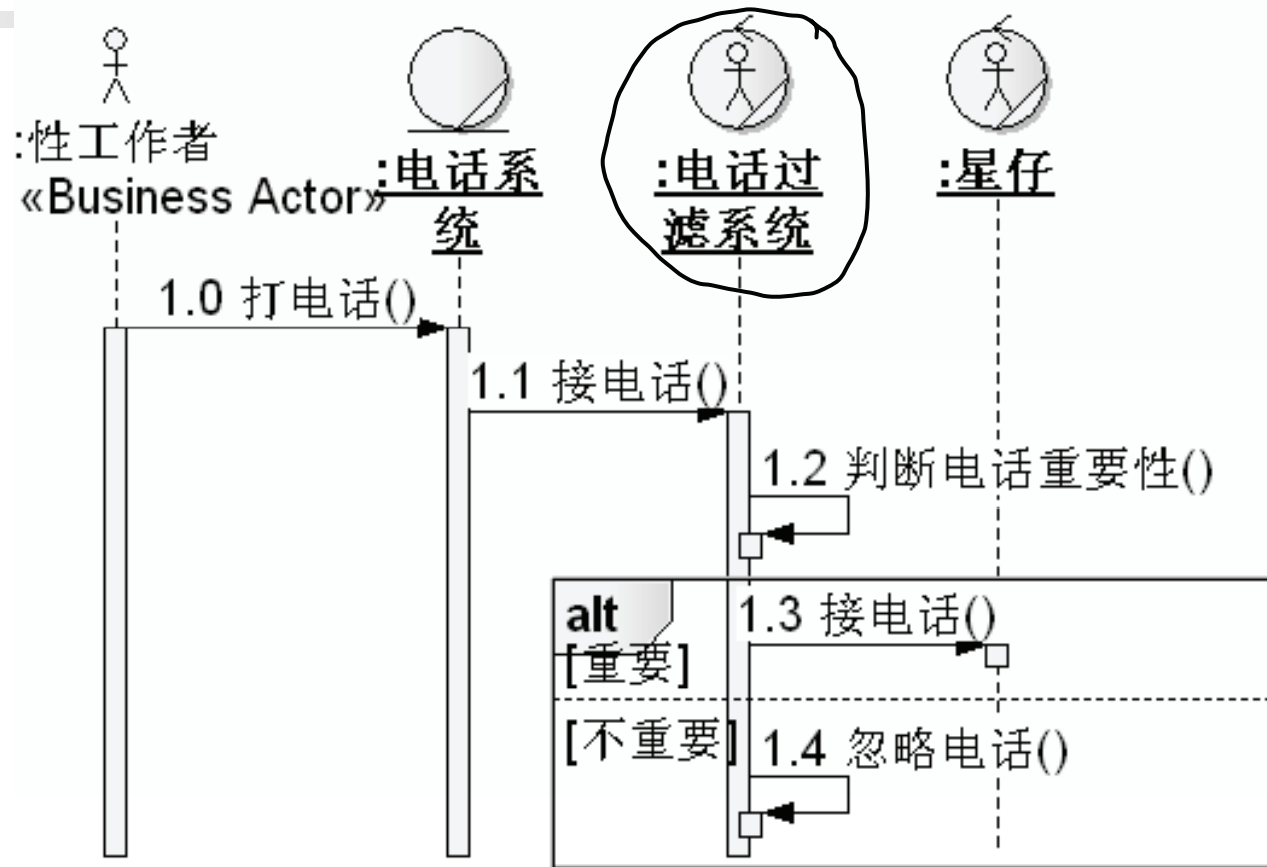 :性工作者
«Business Actor»
:电话系
统
:电话过
滤系统
:星仔
1.0 打电话()
1.1 接电话()
1.2 判断电话重要性()
alt
1.3 接电话()
[重要]
[不重要]
1.4 忽略电话()